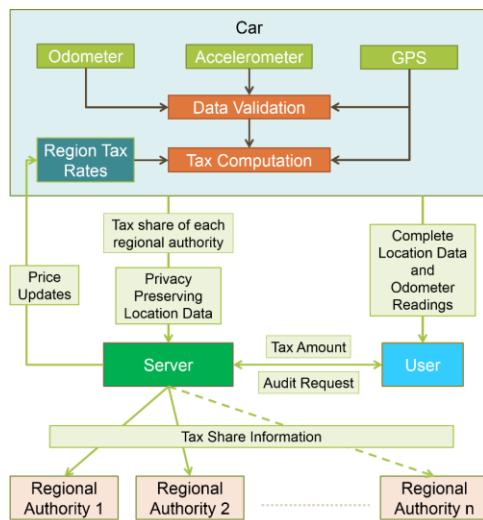 Car
Odometer
Accelerometer
GPS
Data Validation
Region Tax
Rates
Tax Computation
Tax share of each
regional authority
Complete
Location Data
and
Odometer
Readings
Price
Updates
Privacy
Preserving
Location Data
Tax Amount
Server
User
Audit Request
Tax Share Information
Regional
Authority 1
Regional
Authority 2
Regional
Authority n